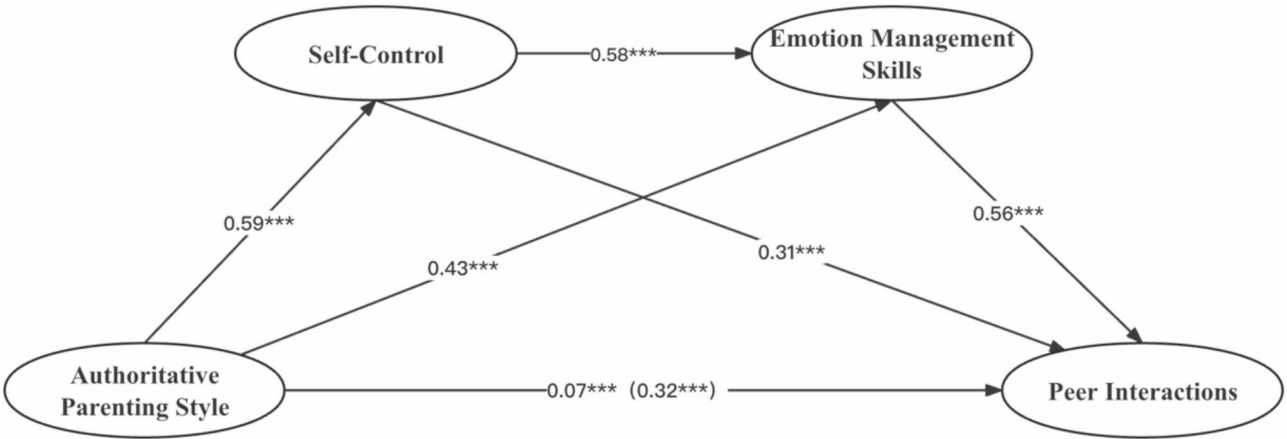 Self-Control
0.58***
Emotion Management
Skills
0.59***
0.43***
0.31***
0.56***
Authoritative
Parenting Style
0.07*** (0.32***)
Peer Interactions